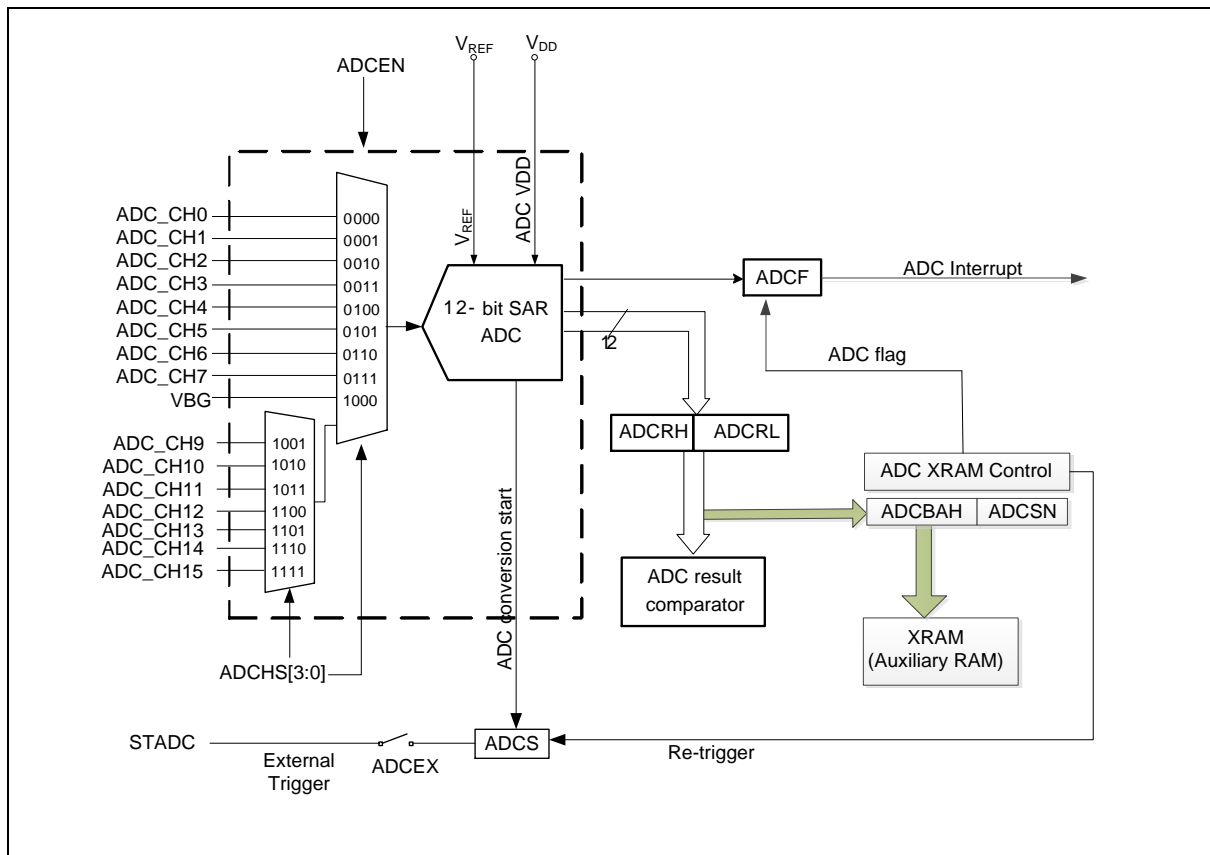 V_REF
V_DD
ADCEN
V_REF
ADC VDD
ADC_CH0
ADC_CH1
ADC_CH2
ADC_CH3
ADC_CH4
ADC_CH5
ADC_CH6
ADC_CH7
VBG
0000
0001
0010
0011
0100
0101
0110
0111
1000
12- bit SAR
ADC
12
ADCF
ADC Interrupt
ADC flag
ADCRH
ADCRL
ADC_CH9
ADC_CH10
ADC_CH11
ADC_CH12
ADC_CH13
ADC_CH14
ADC_CH15
1001
1010
1011
1100
1101
1110
1111
ADC XRAM Control
ADCBAH
ADCSN
ADC result
comparator
XRAM
(Auxiliary RAM)
ADC conversion start
ADCHS[3:0]
STADC
External
Trigger
ADCEX
ADCS
Re-trigger